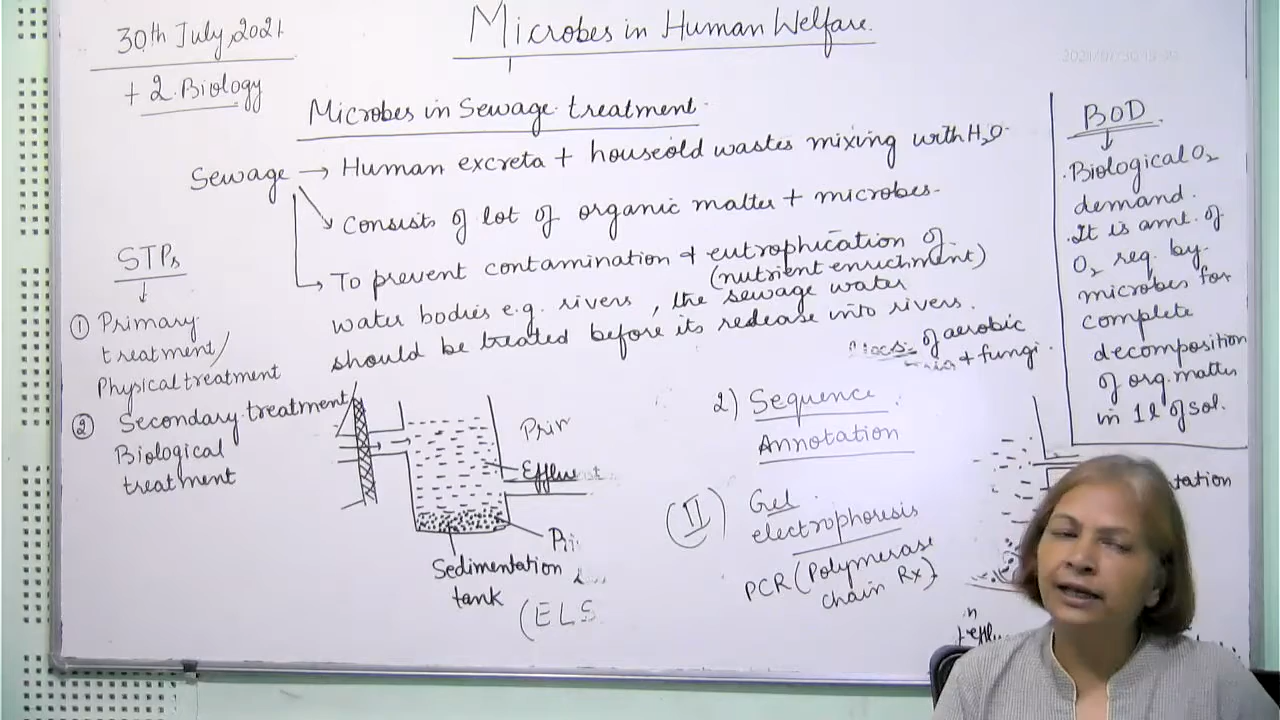 30th July, 2021
+2 Biology
Microbes in Human Welfare.
Microbes in Sewage treatment.
Sewage → Human excreta + houseold wastes mixing with H2O.
Consists of lot of organic matter + microbes.
To prevent contamination & eutrophication of
(nutrient enrichment)
water bodies e.g. rivers, the sewage water
should be treated before its release into rivers.
STPs
① Primary
treatment/
Physical treatment
② Secondary treatment
Biological
treatment
Sedimentation
tank
(ELS
2) Sequence
Annotation
(II) Gel
electrophoresis
PCR (Polymerase
chain Rx)
of aerobic
+ fungi.
BOD
. Biological O2
demand.
. It is amt. of
O2 req. by
microbes for
complete
decomposition
of org. matter
in 1l of sol.
tation